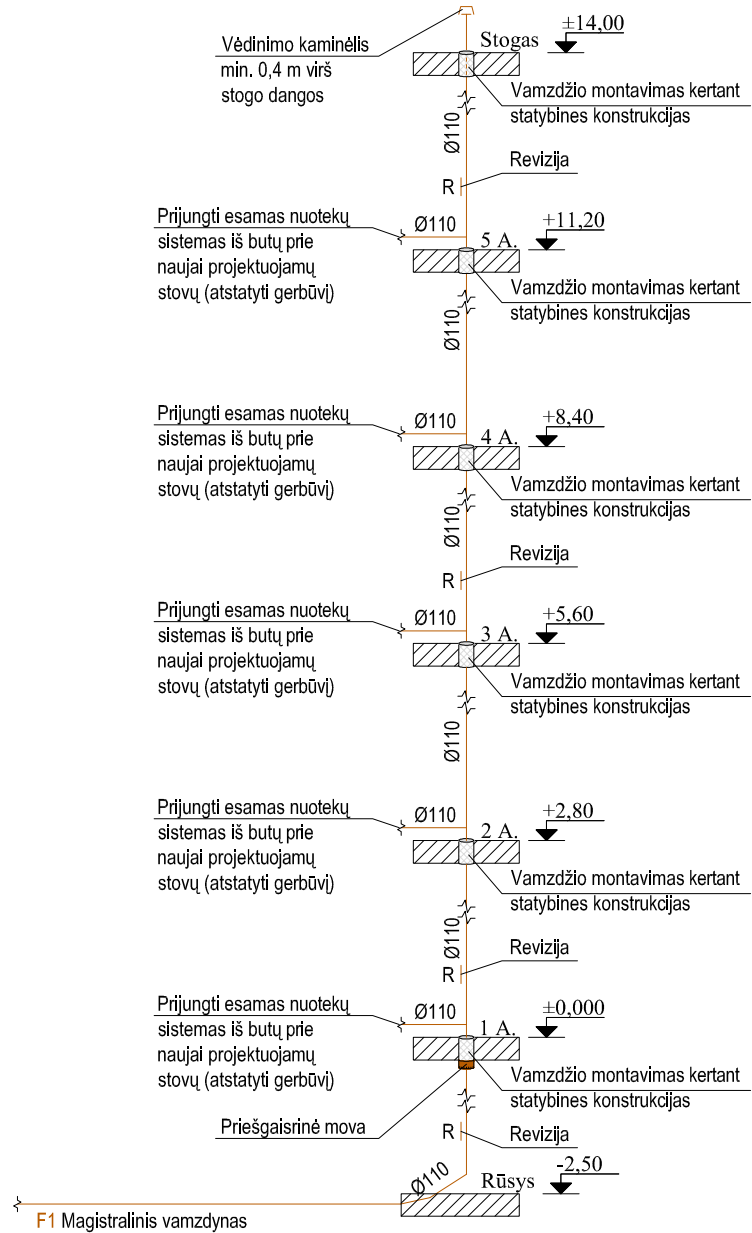 Vėdinimo kaminėlis
min. 0,4 m virš
stogo dangos
Stogas
±14,00
Vamzdžio montavimas kertant
statybines konstrukcijas
Ø110
Revizija
R
Prijungti esamas nuotekų
sistemas iš butų prie
naujai projektuojamų
stovų (atstatyti gerbūvį)
Ø110
5 A.
+11,20
Vamzdžio montavimas kertant
statybines konstrukcijas
Ø110
Prijungti esamas nuotekų
sistemas iš butų prie
naujai projektuojamų
stovų (atstatyti gerbūvį)
Ø110
4 A.
+8,40
Vamzdžio montavimas kertant
statybines konstrukcijas
Ø110
Revizija
R
Prijungti esamas nuotekų
sistemas iš butų prie
naujai projektuojamų
stovų (atstatyti gerbūvį)
Ø110
3 A.
+5,60
Vamzdžio montavimas kertant
statybines konstrukcijas
Ø110
Prijungti esamas nuotekų
sistemas iš butų prie
naujai projektuojamų
stovų (atstatyti gerbūvį)
Ø110
2 A.
+2,80
Vamzdžio montavimas kertant
statybines konstrukcijas
Ø110
Revizija
R
Prijungti esamas nuotekų
sistemas iš butų prie
naujai projektuojamų
stovų (atstatyti gerbūvį)
Ø110
1 A.
±0,000
Vamzdžio montavimas kertant
statybines konstrukcijas
Priešgaisrinė mova
R
Revizija
Ø110
Rūsys
-2,50
F1 Magistralinis vamzdynas